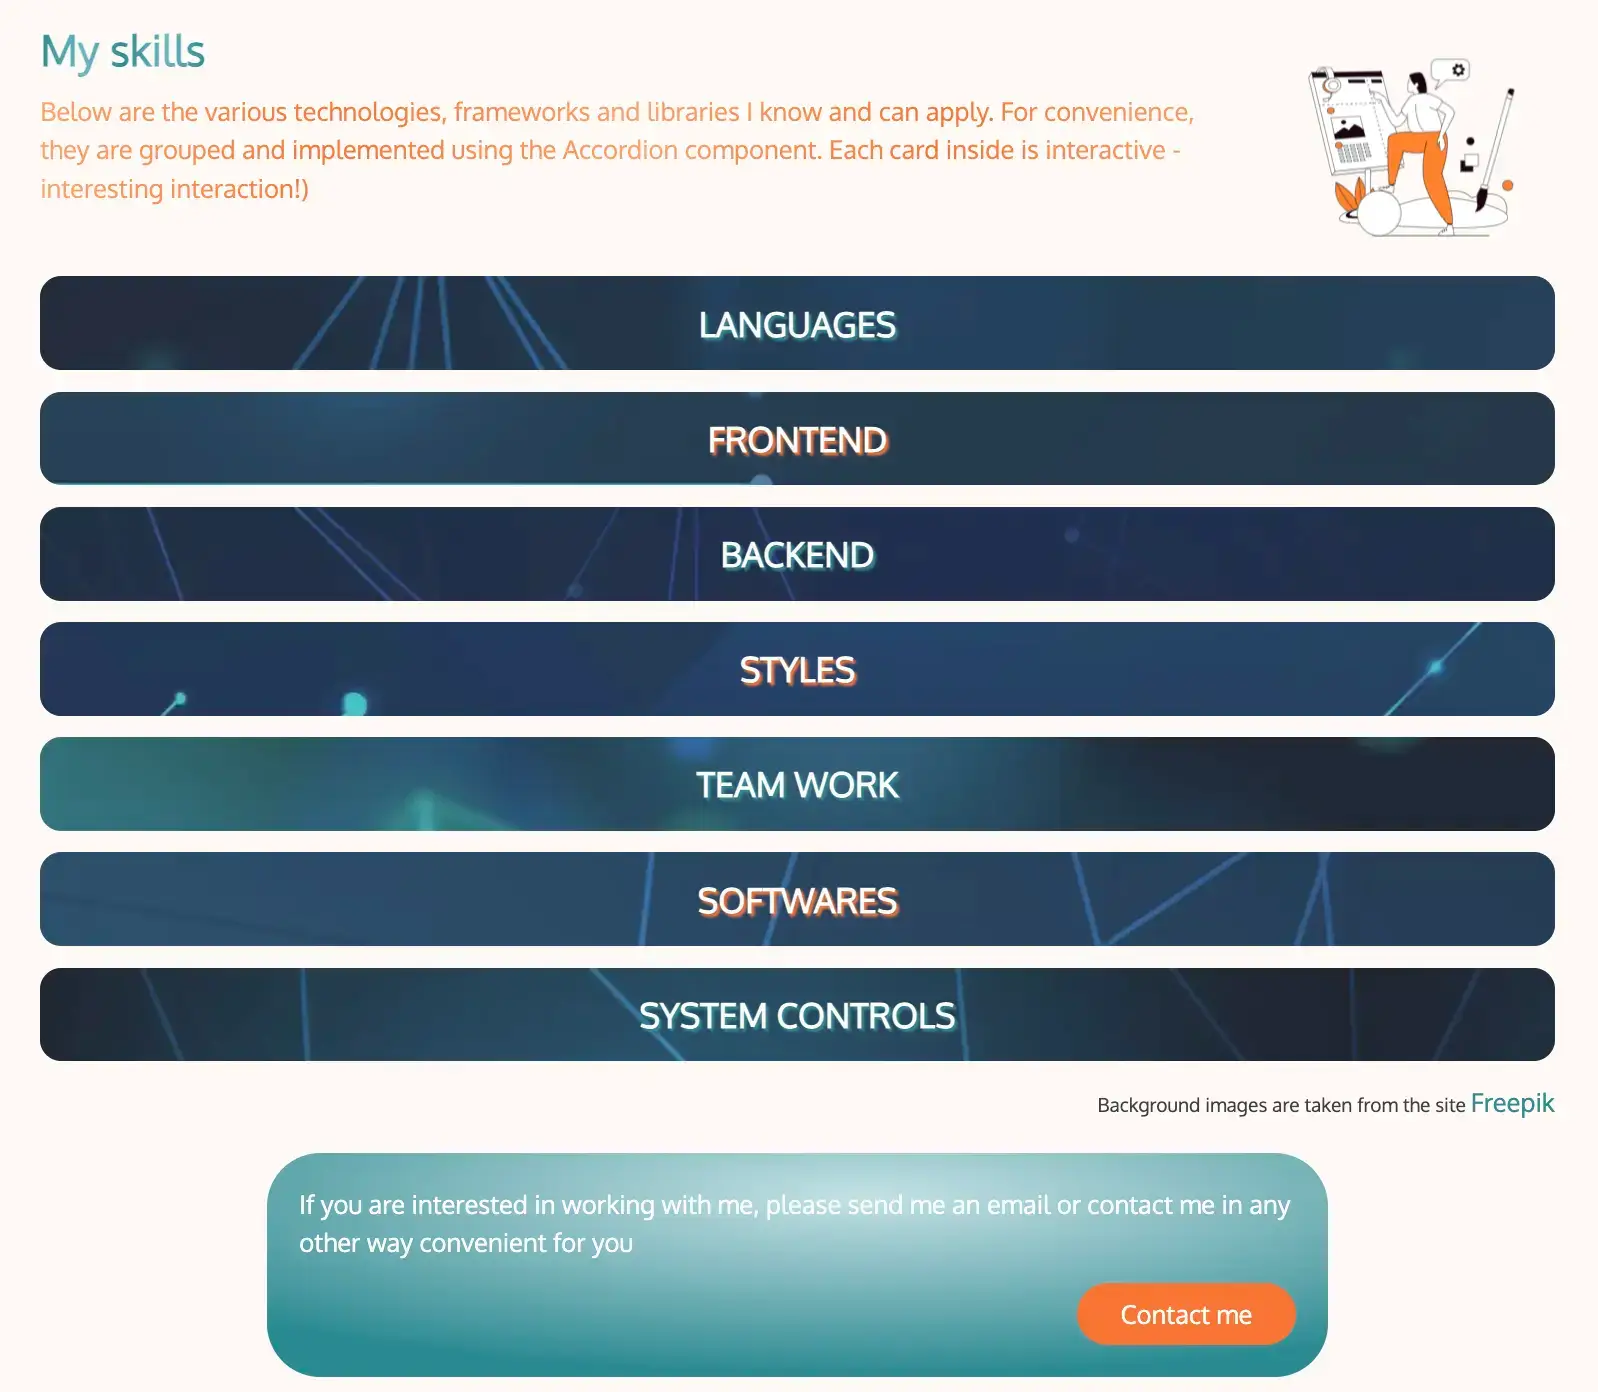 My skills
Below are the various technologies, frameworks and libraries I know and can apply. For convenience,
they are grouped and implemented using the Accordion component. Each card inside is interactive -
interesting interaction!)
LANGUAGES
FRONTEND
BACKEND
STYLES
TEAM WORK
SOFTWARES
SYSTEM CONTROLS
Background images are taken from the site Freepik
If you are interested in working with me, please send me an email or contact me in any
other way convenient for you
Contact me